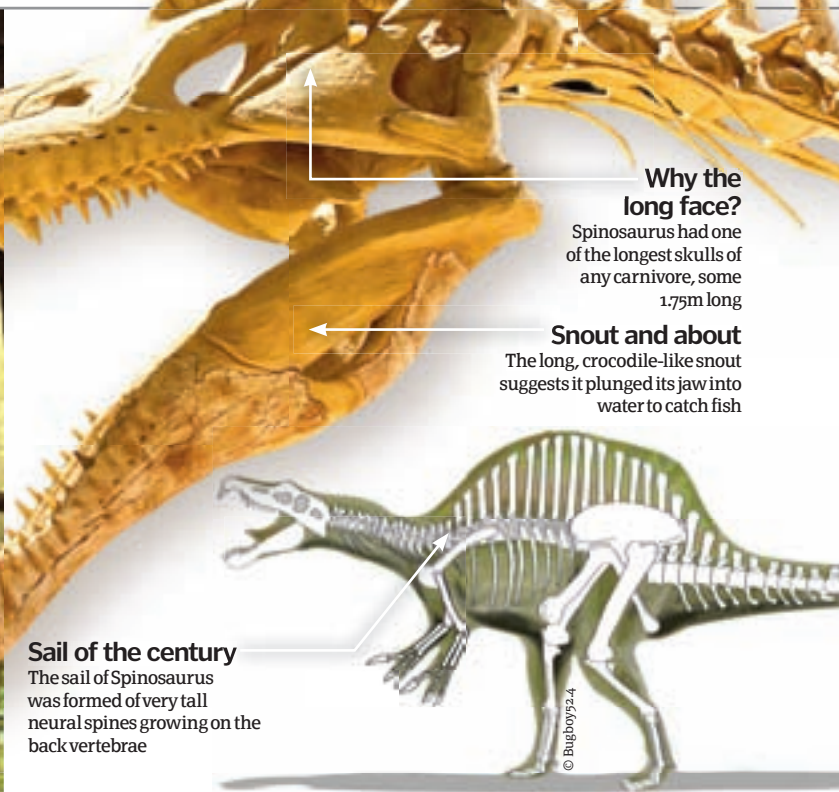 Why the
long face?
Spinosaurus had one
of the longest skulls of
any carnivore, some
1.75m long
Snout and about
The long, crocodile-like snout
suggests it plunged its jaw into
water to catch fish
Sail of the century
The sail of Spinosaurus
was formed of very tall
neural spines growing on the
back vertebrae
© Bugboy52.4